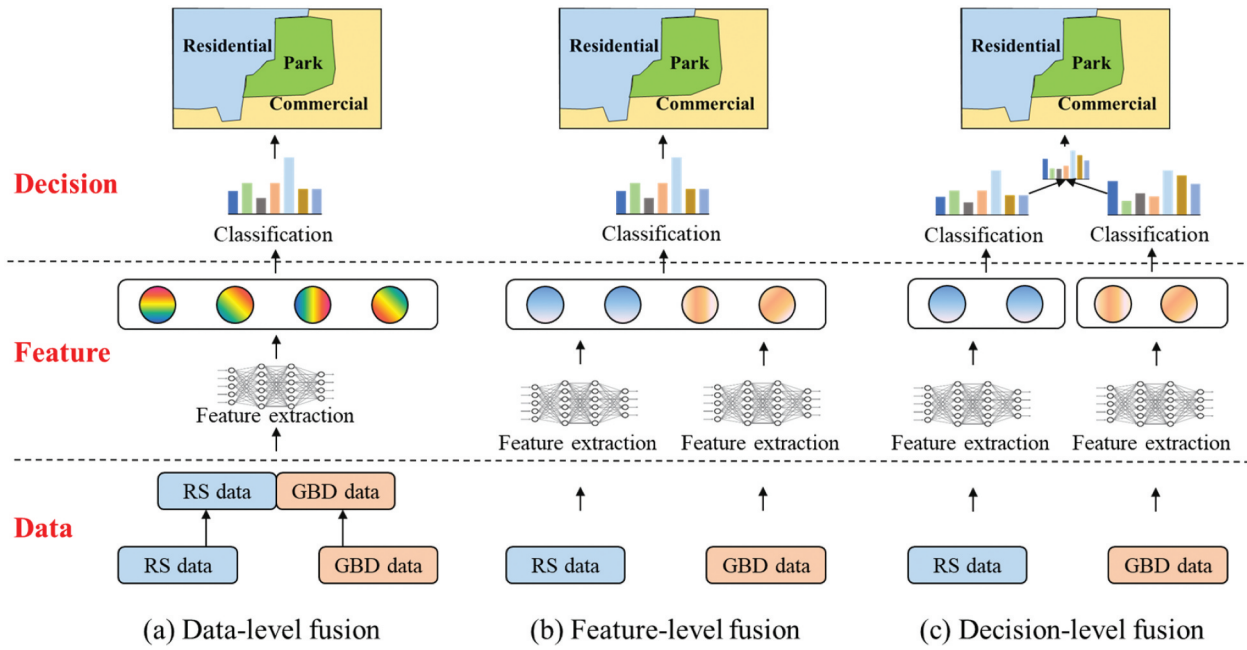 Residential
Park
Commercial
Residential
Park
Commercial
Residential
Park
Commercial
Decision
Classification
Classification
Classification
Classification
Feature
Feature extraction
Feature extraction
Feature extraction
Feature extraction
Feature extraction
RS data
GBD data
Data
RS data
GBD data
RS data
GBD data
RS data
GBD data
(a) Data-level fusion
(b) Feature-level fusion
(c) Decision-level fusion